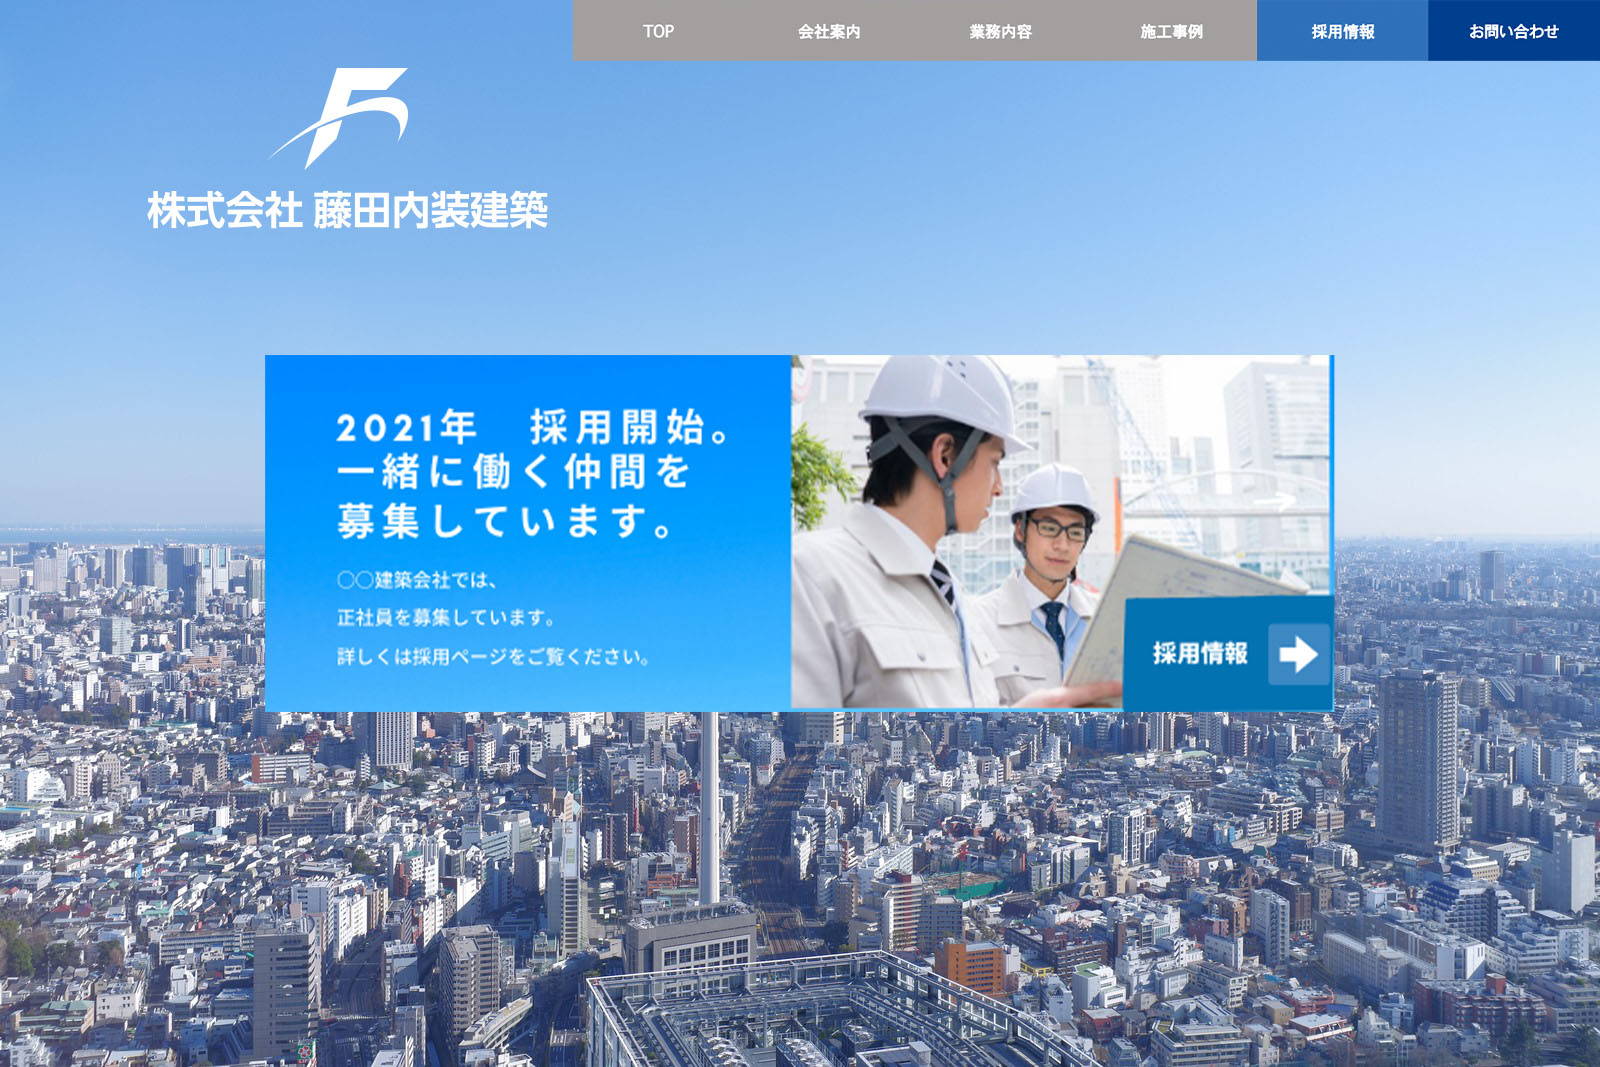 TOP
会社案内
業務内容
施工事例
採用情報
お問い合わせ
株式会社 藤田内装建築
2021年　採用開始。
一緒に働く仲間を
募集しています。
○○建築会社では、
正社員を募集しています。
詳しくは採用ページをご覧ください。
採用情報